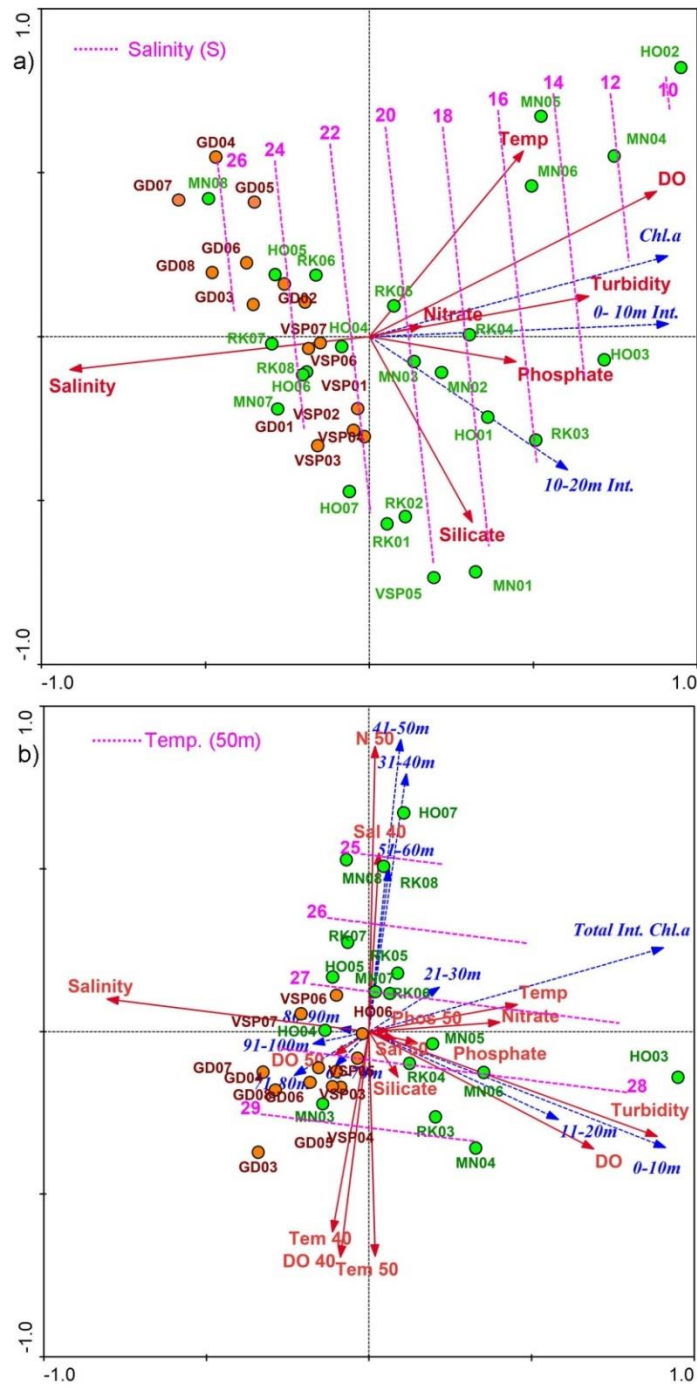 1.0
a)
Salinity (S)
HO02
10
12
14
16
18
20
22
24
26
MN05
Temp
MN04
GD04
GD07
MN08
GD05
MN06
DO
Chl.a
GD06
HO05
RK06
GD08
GD03
GD02
RK05
Turbidity
Nitrate
0- 10m Int.
VSP07
HO04
RK04
RK07
VSP06
HO03
Salinity
RK08
MN03
Phosphate
HO06
VSP01
MN02
MN07
VSP02
GD01
VSP04
HO01
RK03
VSP03
10-20m Int.
HO07
RK02
RK01
Silicate
VSP05
MN01
-1.0
-1.0
1.0
1.0
b)
Temp. (50m)
41-50m
N 50
31-40m
HO07
Sal 40
25
51-60m
MN08
RK08
26
Total Int. Chl.a
RK07
RK05
HO05
MN07
21-30m
27
Salinity
VSP06
RK06
Temp
HO06
Nitrate
VSP07
HO04
Phos 50
91-100m
MN05
DO 50
Phosphate
HO03
GD07
GD04
RK04
MN06
28
GD06
VSP03
Silicate
29
MN03
Turbidity
11-20m
RK03
GD05
VSP04
MN04
DO
0-10m
GD03
Tem 40
DO 40
Tem 50
-1.0
-1.0
1.0